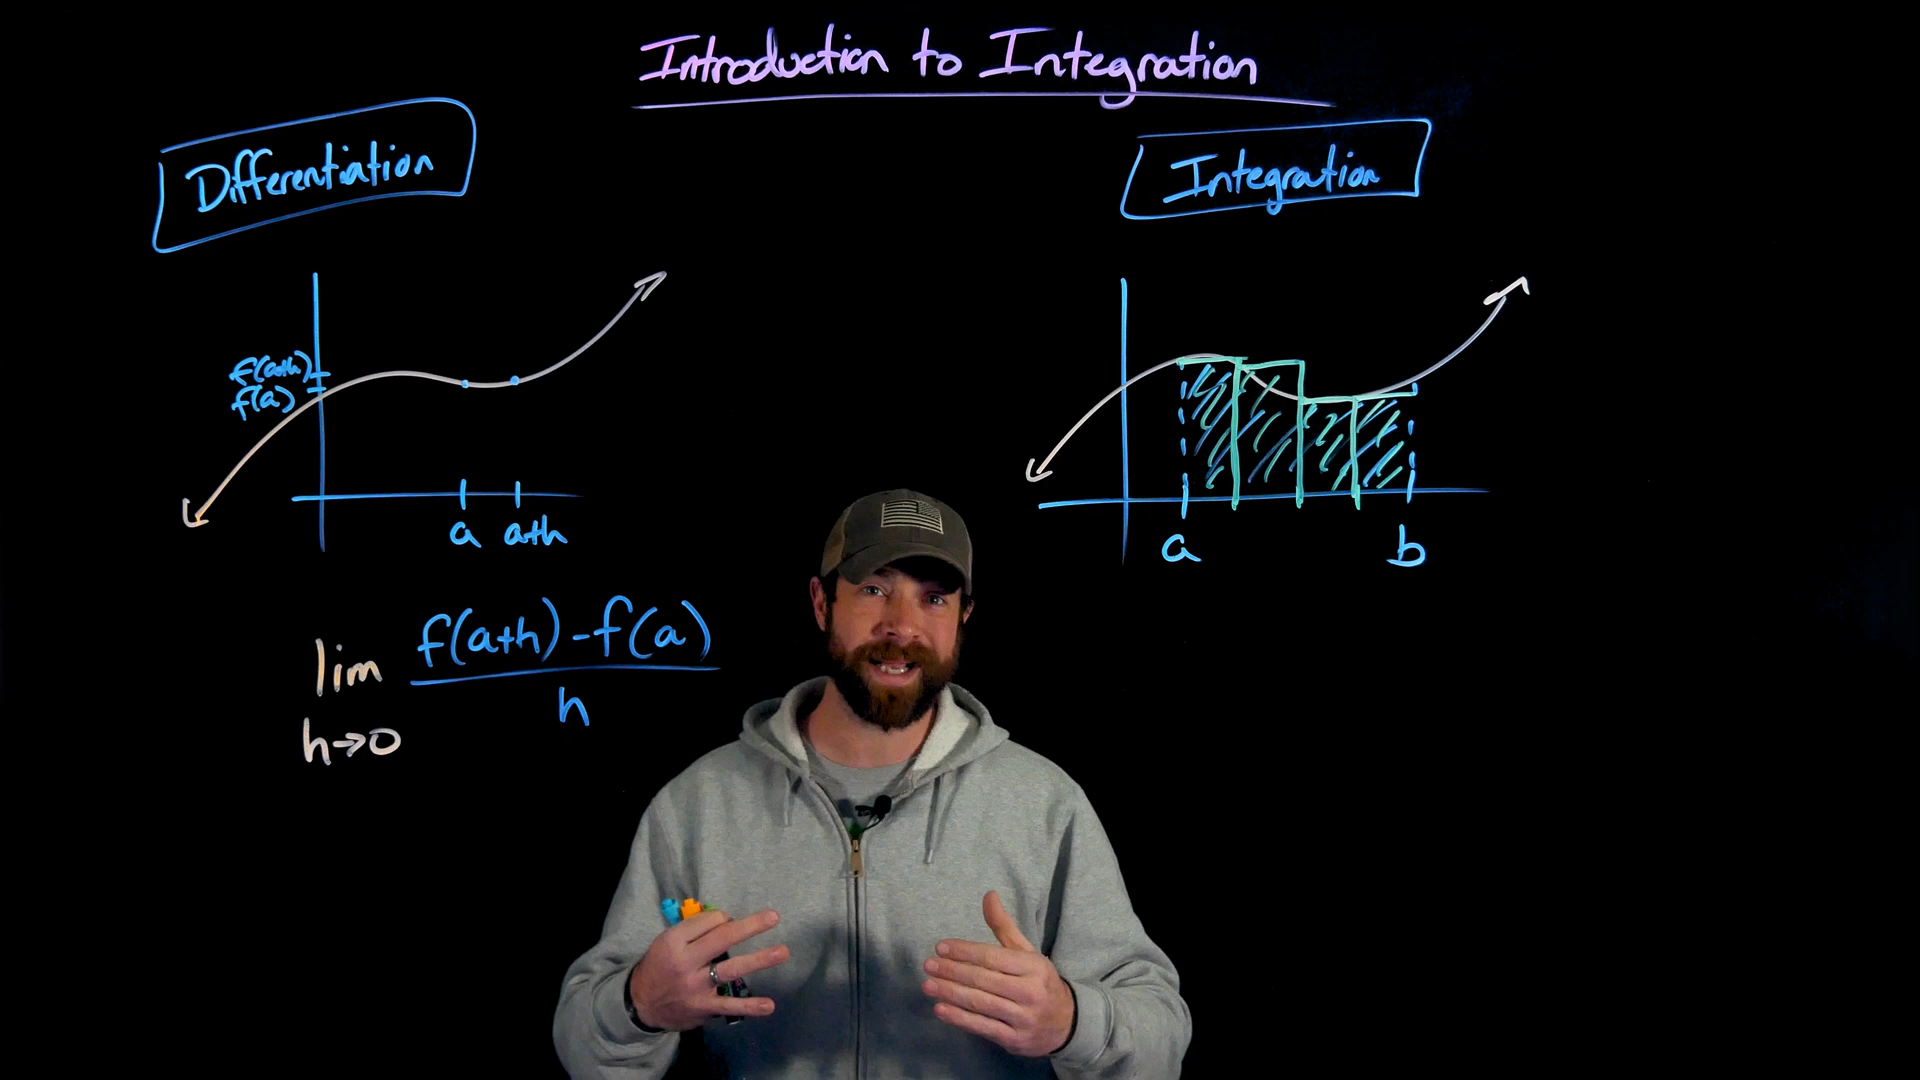 Introduction to Integration
Differentiation
f(a+h)
f(a)
a a+h
lim f(a+h)-f(a)
h
h→0
Integration
a b